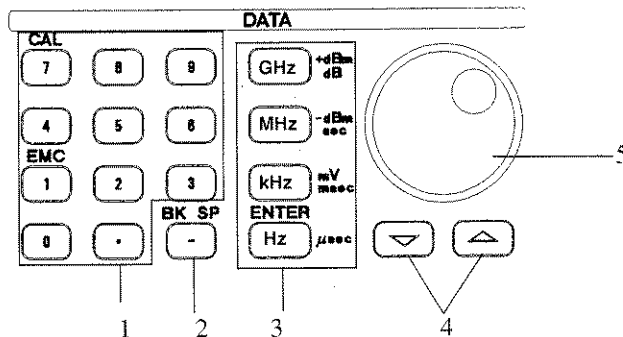 DATA
CAL
7 8 9 GHz +dBm dB
4 5 6 MHz -dBm sec
EMC
1 2 3 kHz mV msec
BK SP ENTER
0 . - Hz µsec
5
1 2 3 4